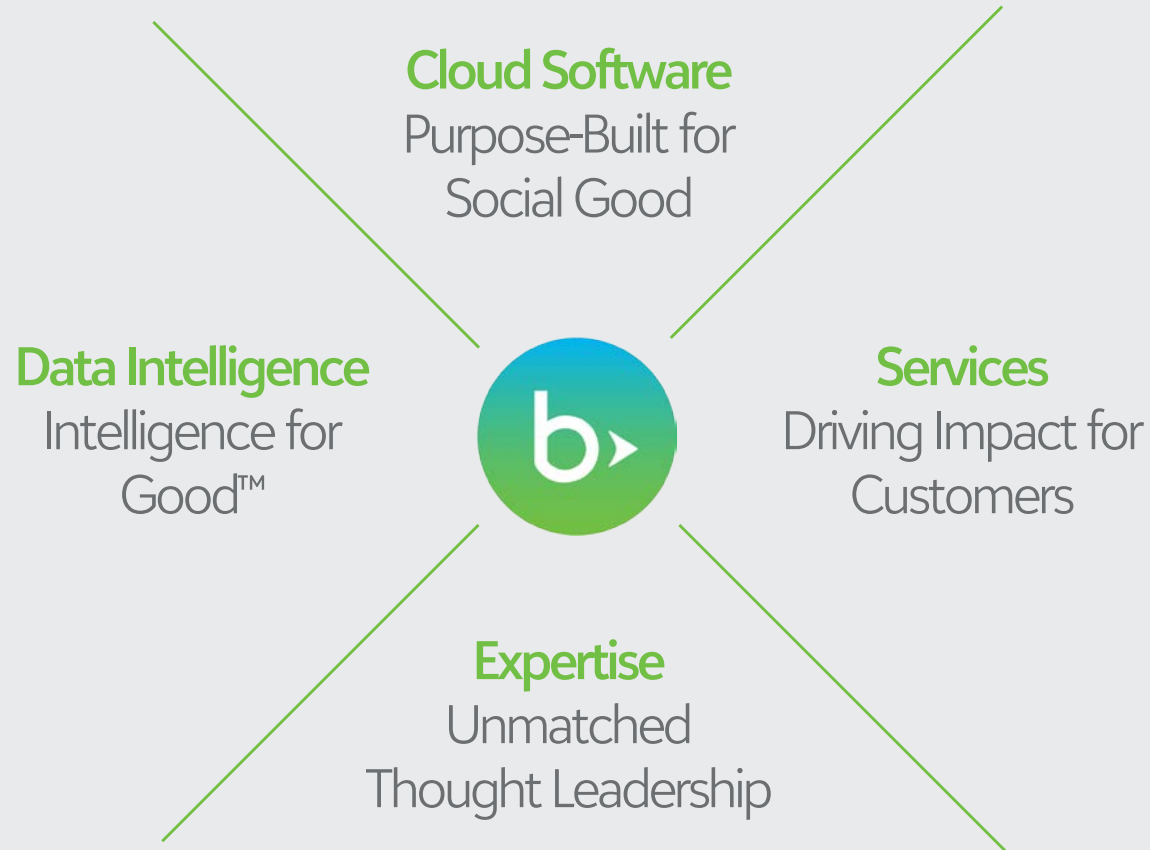 Cloud Software
Purpose-Built for
Social Good
Data Intelligence
Intelligence for
Good™
b
Services
Driving Impact for
Customers
Expertise
Unmatched
Thought Leadership